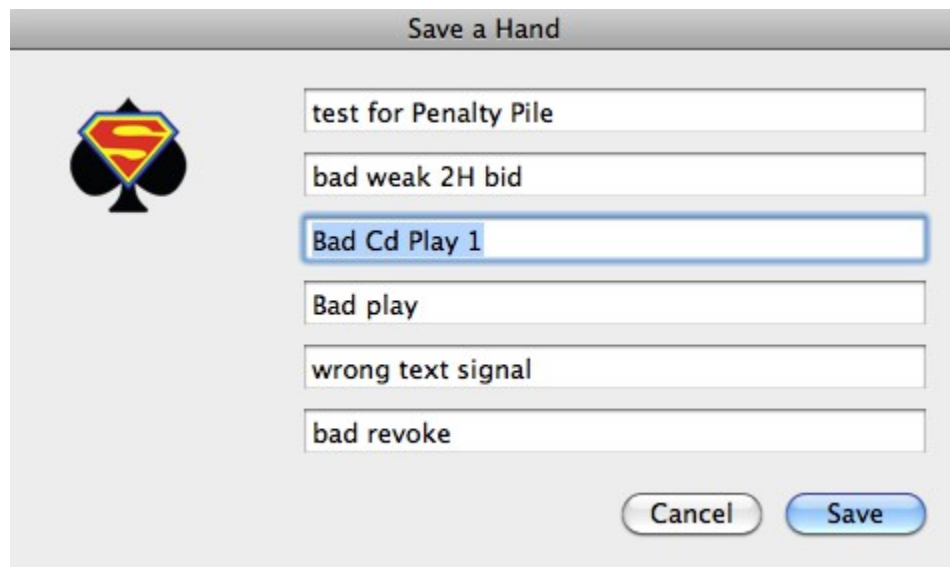 Save a Hand
S
test for Penalty Pile
bad weak 2H bid
Bad Cd Play 1
Bad play
wrong text signal
bad revoke
Cancel Save